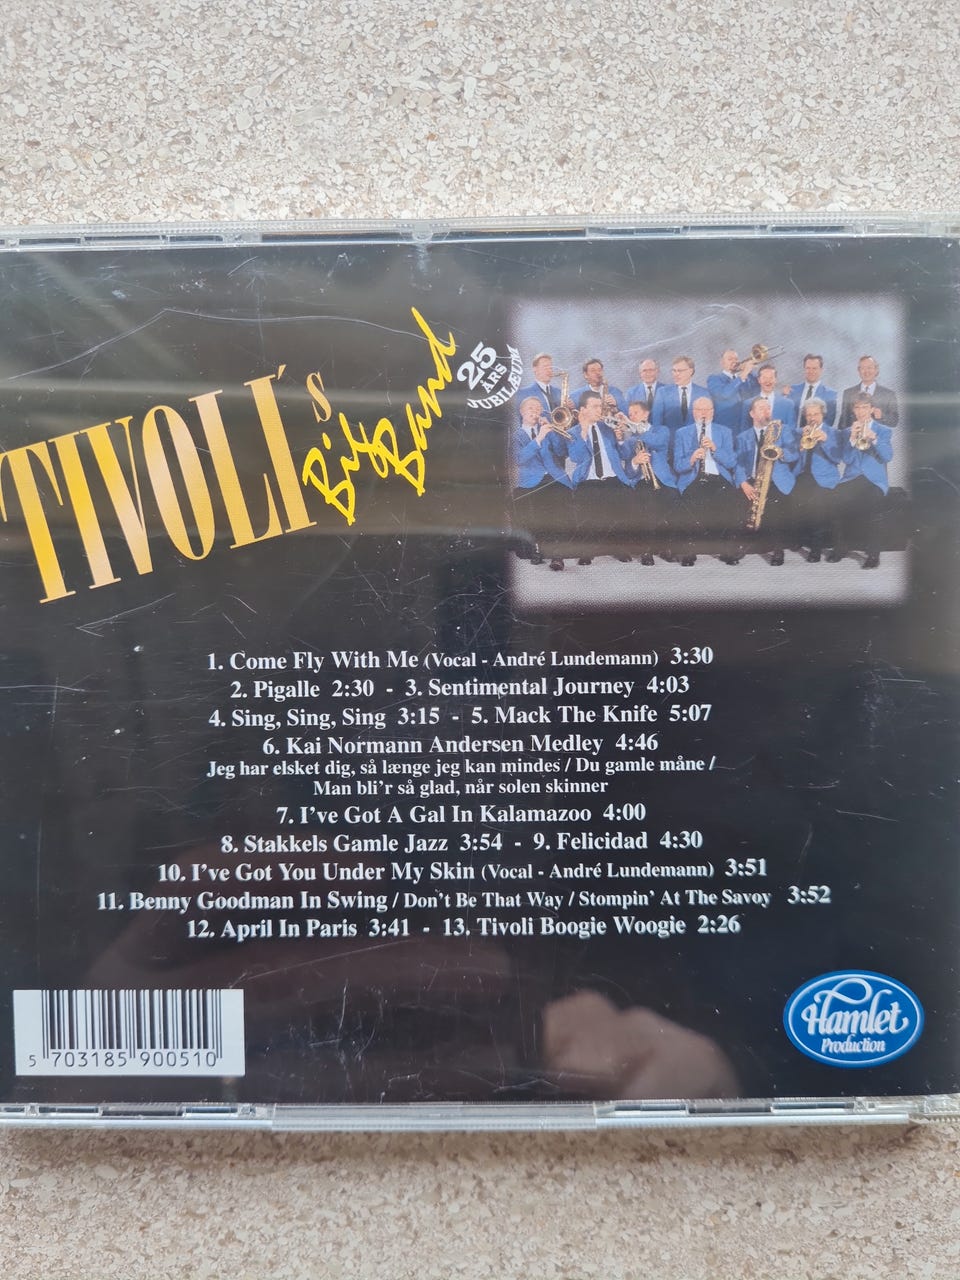 TIVOLI's
Big Band
25
ÅRS
JUBILÆUM
1. Come Fly With Me (Vocal - André Lundemann) 3:30
2. Pigalle 2:30 - 3. Sentimental Journey 4:03
4. Sing, Sing, Sing 3:15 - 5. Mack The Knife 5:07
6. Kai Normann Andersen Medley 4:46
Jeg har elsket dig, så længe jeg kan mindes / Du gamle måne /
Man bli'r så glad, når solen skinner
7. I've Got A Gal In Kalamazoo 4:00
8. Stakkels Gamle Jazz 3:54 - 9. Felicidad 4:30
10. I've Got You Under My Skin (Vocal - André Lundemann) 3:51
11. Benny Goodman In Swing / Don't Be That Way / Stompin' At The Savoy 3:52
12. April In Paris 3:41 - 13. Tivoli Boogie Woogie 2:26
5 703185 900510
Hamlet
Production